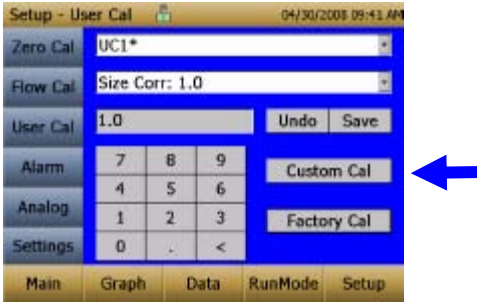 Setup - User Cal 04/30/2008 09:41 AM
Zero Cal UC1*
Flow Cal Size Corr: 1.0
User Cal 1.0 Undo Save
Alarm 7 8 9 Custom Cal
4 5 6
Analog 1 2 3 Factory Cal
Settings 0 . <
Main Graph Data RunMode Setup